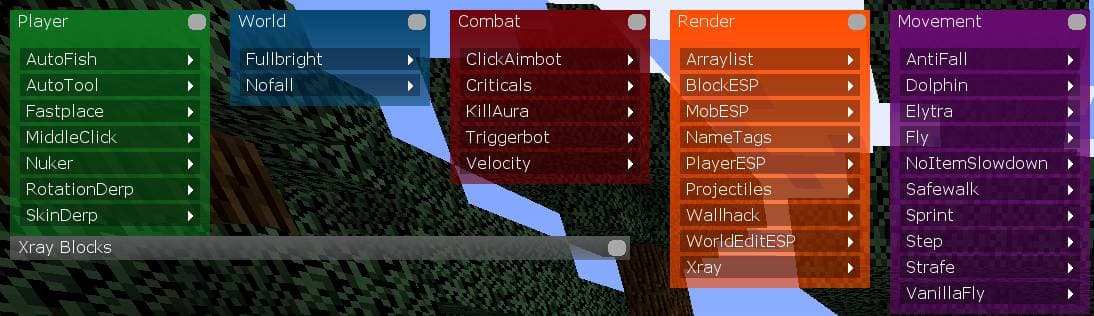 Player
AutoFish
AutoTool
Fastplace
MiddleClick
Nuker
RotationDerp
SkinDerp
Xray Blocks
World
Fullbright
Nofall
Combat
ClickAimbot
Criticals
KillAura
Triggerbot
Velocity
Render
Arraylist
BlockESP
MobESP
NameTags
PlayerESP
Projectiles
Wallhack
WorldEditESP
Xray
Movement
AntiFall
Dolphin
Elytra
Fly
NoItemSlowdown
Safewalk
Sprint
Step
Strafe
VanillaFly